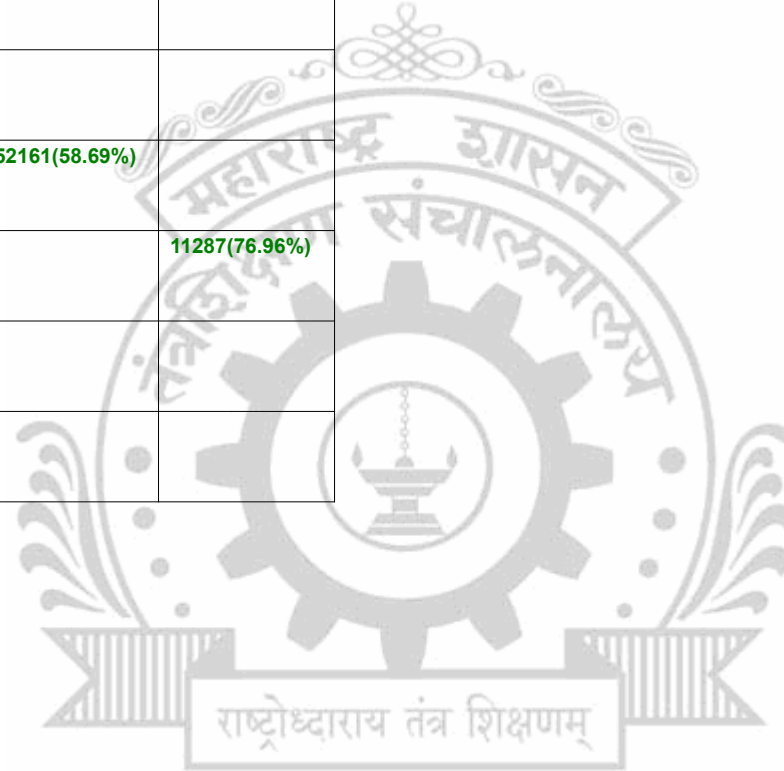 महाराष्ट्र शासन
52161(58.69%)
तंत्रशिक्षण संचालनालय
11287(76.96%)
राष्ट्रोध्दाराय तंत्र शिक्षणम्